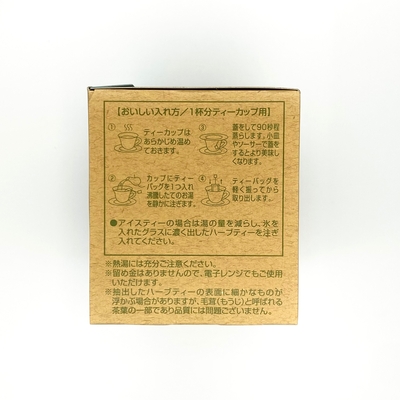 【おいしい入れ方/1杯分ティーカップ用】
①
ティーカップは
あらかじめ温め
ておきます。
②
カップにティー
バッグを1つ入れ
沸騰したてのお湯
を静かに注ぎます。
③
蓋をして90秒程
蒸らします。小皿
やソーサーで蓋を
するとより美味し
くなります。
④
ティーバッグを
軽く振ってから
取り出します。
●アイスティーの場合は湯の量を減らし、氷を
入れたグラスに濃く出したハーブティーを注ぎ
入れてください。
※熱湯には充分ご注意ください。
※留め金はありませんので、電子レンジでもご使用
いただけます。
※抽出したハーブティーの表面に細かなものが
浮かぶ場合がありますが、毛茸(もうじ)と呼ばれる
茶葉の一部であり品質には問題ございません。